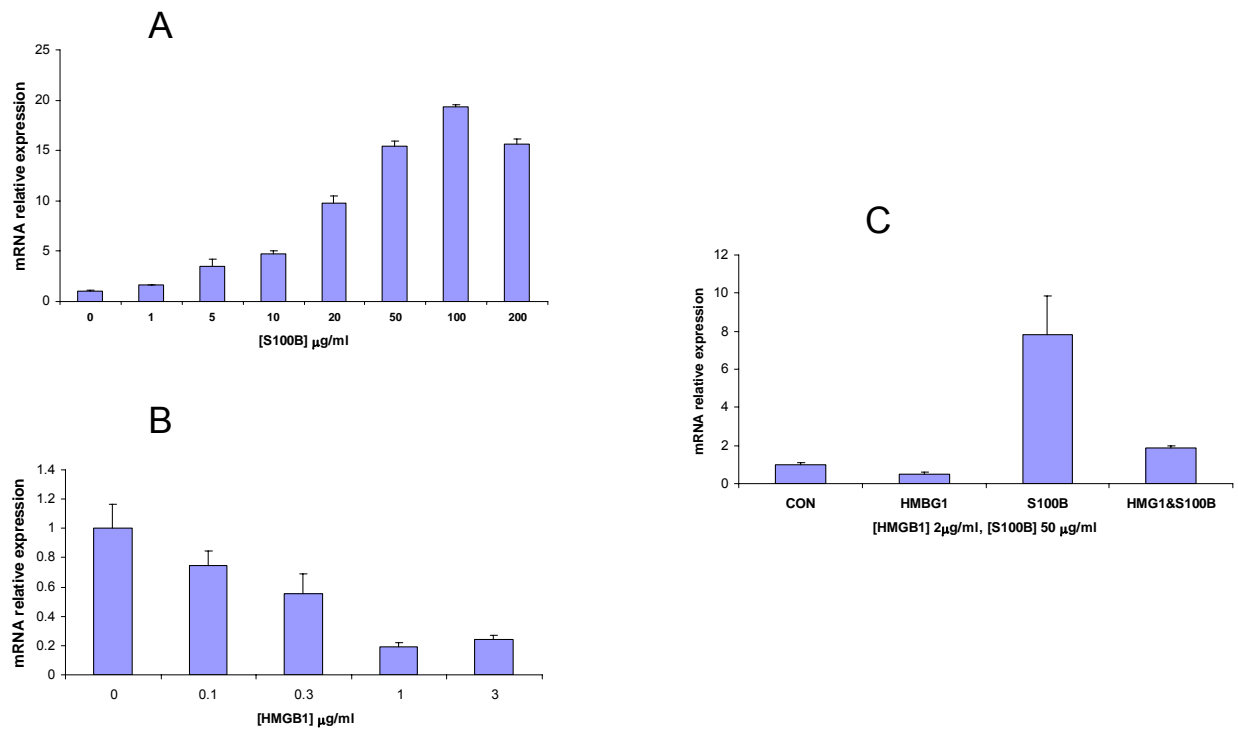 A
mRNA relative expression
25
20
15
10
5
0
0 1 5 10 20 50 100 200
[S100B] μg/ml
B
mRNA relative expression
1.4
1.2
1
0.8
0.6
0.4
0.2
0
0 0.1 0.3 1 3
[HMGB1] μg/ml
C
mRNA relative expression
12
10
8
6
4
2
0
CON HMBG1 S100B HMG1&S100B
[HMGB1] 2μg/ml, [S100B] 50 μg/ml